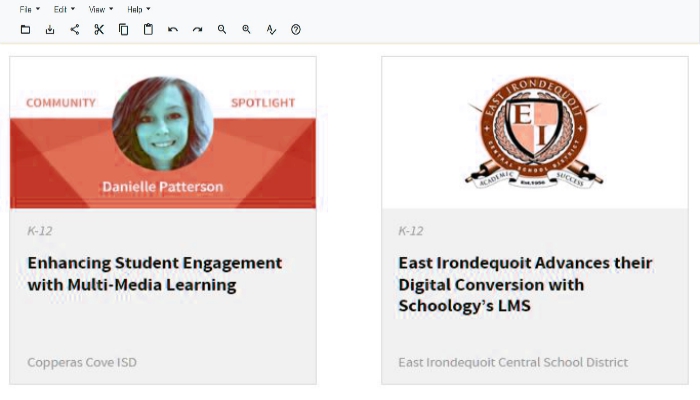 File Edit View Help
COMMUNITY SPOTLIGHT
Danielle Patterson
K-12
Enhancing Student Engagement
with Multi-Media Learning
Copperas Cove ISD
EAST IRONDEQUOIT
E I
CENTRAL SCHOOL DISTRICT
ACADEMIC Est.1956 SUCCESS
K-12
East Irondequoit Advances their
Digital Conversion with
Schoology's LMS
East Irondequoit Central School District